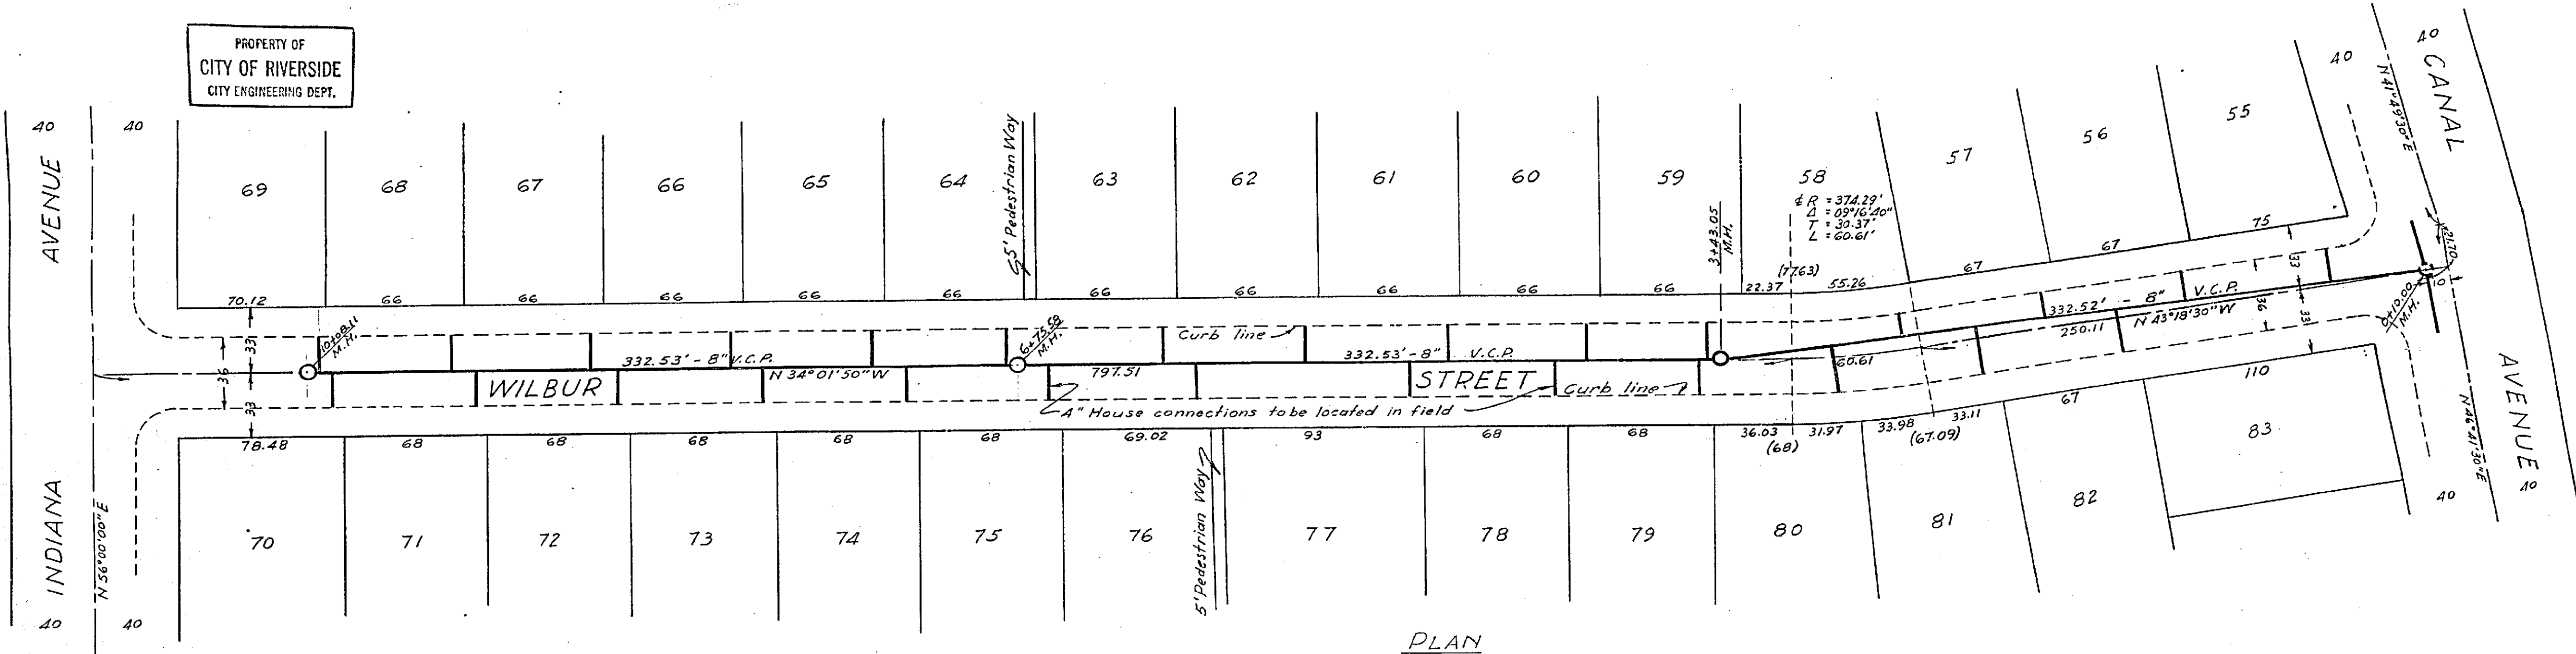 PROPERTY OF
CITY OF RIVERSIDE
CITY ENGINEERING DEPT.
40
40
AVENUE
INDIANA
N 56°00'00" E
40
40
69
68
67
66
65
64
5' Pedestrian Way
63
62
61
60
59
58
57
56
55
₵ R = 374.29'
Δ = 09°16'40"
T = 30.37'
L = 60.61'
3+43.05
M.H.
40
N 41°49'30" E
40
CANAL
AVENUE
70.12
66
66
66
66
66
66
66
66
66
66
22.37
(77.63)
55.26
67
67
75
33
36
33
10+08.11
M.H.
332.53' - 8" V.C.P.
WILBUR
N 34°01'50" W
6+75.58
M.H.
797.51
Curb line
332.53' - 8" V.C.P.
STREET
Curb line
4" House connections to be located in field
60.61
332.52' - 8" V.C.P.
250.11
N 43°18'30" W
33
36
33
21.70
10
0+10.00
M.H.
78.48
68
68
68
68
68
69.02
93
68
68
36.03
31.97
(68)
33.98
33.11
(67.09)
67
110
5' Pedestrian Way
70
71
72
73
74
75
76
77
78
79
80
81
82
83
N 46°41'30" E
40
40
PLAN